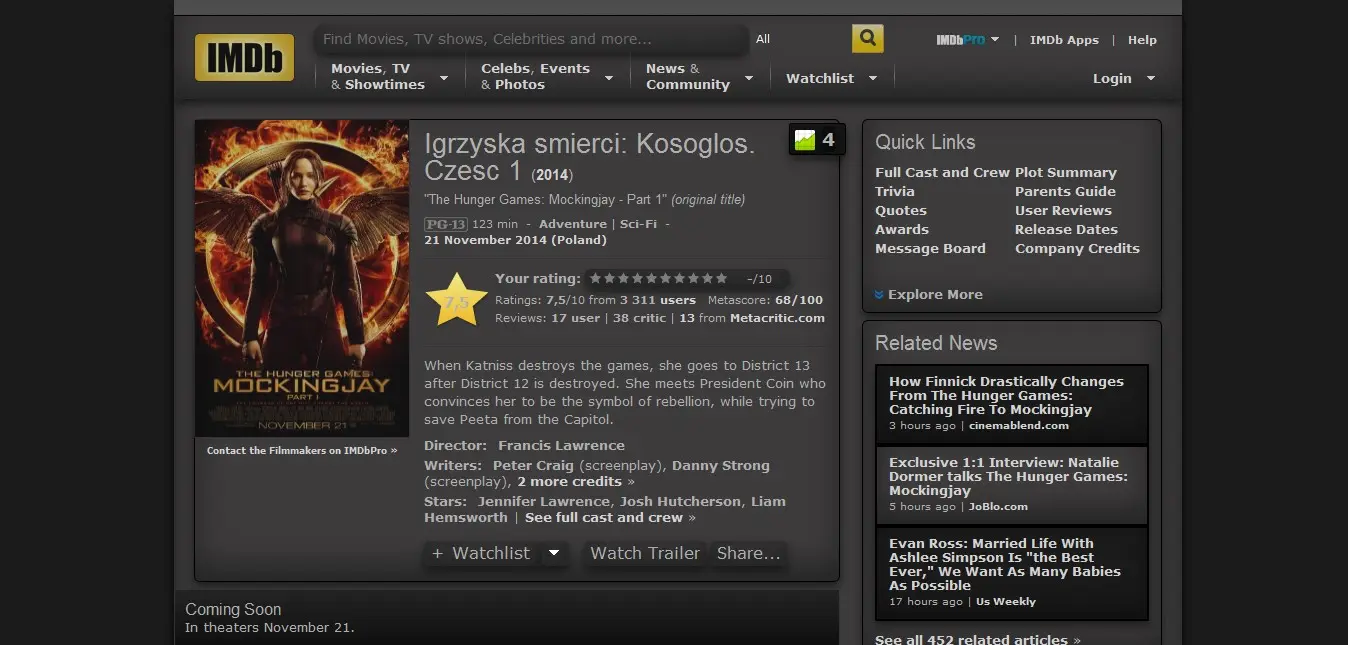 IMDb
Find Movies, TV shows, Celebrities and more...
All
IMDbPro | IMDb Apps | Help
Movies, TV
& Showtimes
Celebs, Events
& Photos
News &
Community
Watchlist
Login
THE HUNGER GAMES
MOCKINGJAY
PART 1
NOVEMBER 21
Contact the Filmmakers on IMDbPro »
Igrzyska smierci: Kosoglos.
Czesc 1 (2014)
4
"The Hunger Games: Mockingjay - Part 1" (original title)
PG-13 123 min - Adventure | Sci-Fi -
21 November 2014 (Poland)
7,5
Your rating: -/10
Ratings: 7,5/10 from 3 311 users Metascore: 68/100
Reviews: 17 user | 38 critic | 13 from Metacritic.com
When Katniss destroys the games, she goes to District 13
after District 12 is destroyed. She meets President Coin who
convinces her to be the symbol of rebellion, while trying to
save Peeta from the Capitol.
Director: Francis Lawrence
Writers: Peter Craig (screenplay), Danny Strong
(screenplay), 2 more credits »
Stars: Jennifer Lawrence, Josh Hutcherson, Liam
Hemsworth | See full cast and crew »
+ Watchlist
Watch Trailer
Share...
Coming Soon
In theaters November 21.
Quick Links
Full Cast and Crew Plot Summary
Trivia Parents Guide
Quotes User Reviews
Awards Release Dates
Message Board Company Credits
Explore More
Related News
How Finnick Drastically Changes
From The Hunger Games:
Catching Fire To Mockingjay
3 hours ago | cinemablend.com
Exclusive 1:1 Interview: Natalie
Dormer talks The Hunger Games:
Mockingjay
5 hours ago | JoBlo.com
Evan Ross: Married Life With
Ashlee Simpson Is "the Best
Ever," We Want As Many Babies
As Possible
17 hours ago | Us Weekly
See all 452 related articles »